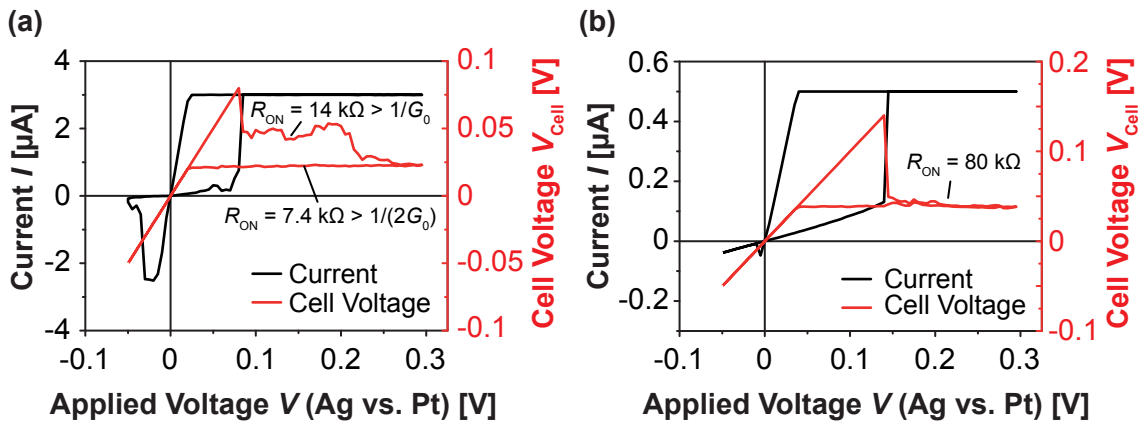 (a)
4
2
0
-2
-4
Current I [µA]
0.1
0.05
0
-0.05
-0.1
Cell Voltage V_Cell [V]
R_ON = 14 kΩ > 1/G_0
R_ON = 7.4 kΩ > 1/(2G_0)
Current
Cell Voltage
-0.1 0 0.1 0.2 0.3
Applied Voltage V (Ag vs. Pt) [V]
(b)
0.6
0.4
0.2
0
-0.2
Current I [µA]
0.2
0.1
0
-0.1
Cell Voltage V_Cell [V]
R_ON = 80 kΩ
Current
Cell Voltage
-0.1 0 0.1 0.2 0.3
Applied Voltage V (Ag vs. Pt) [V]